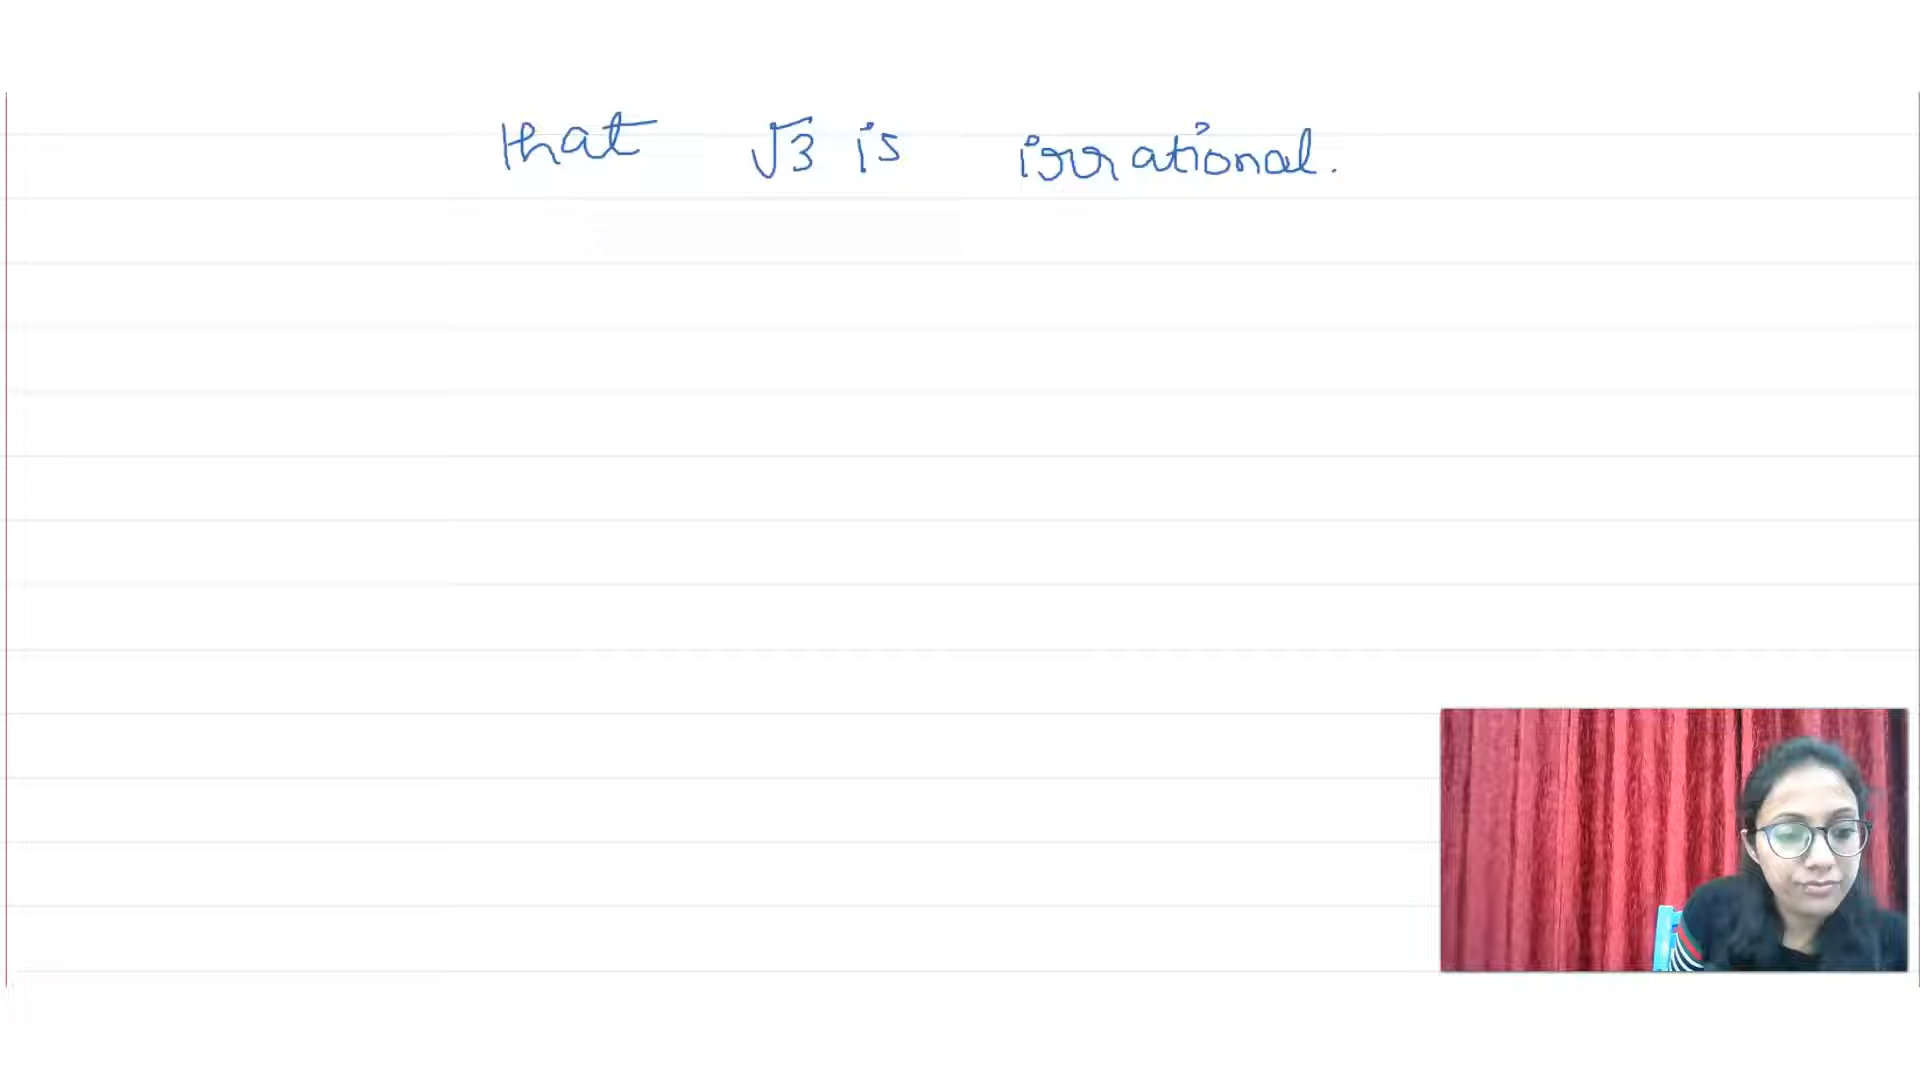 that √3 is irrational.